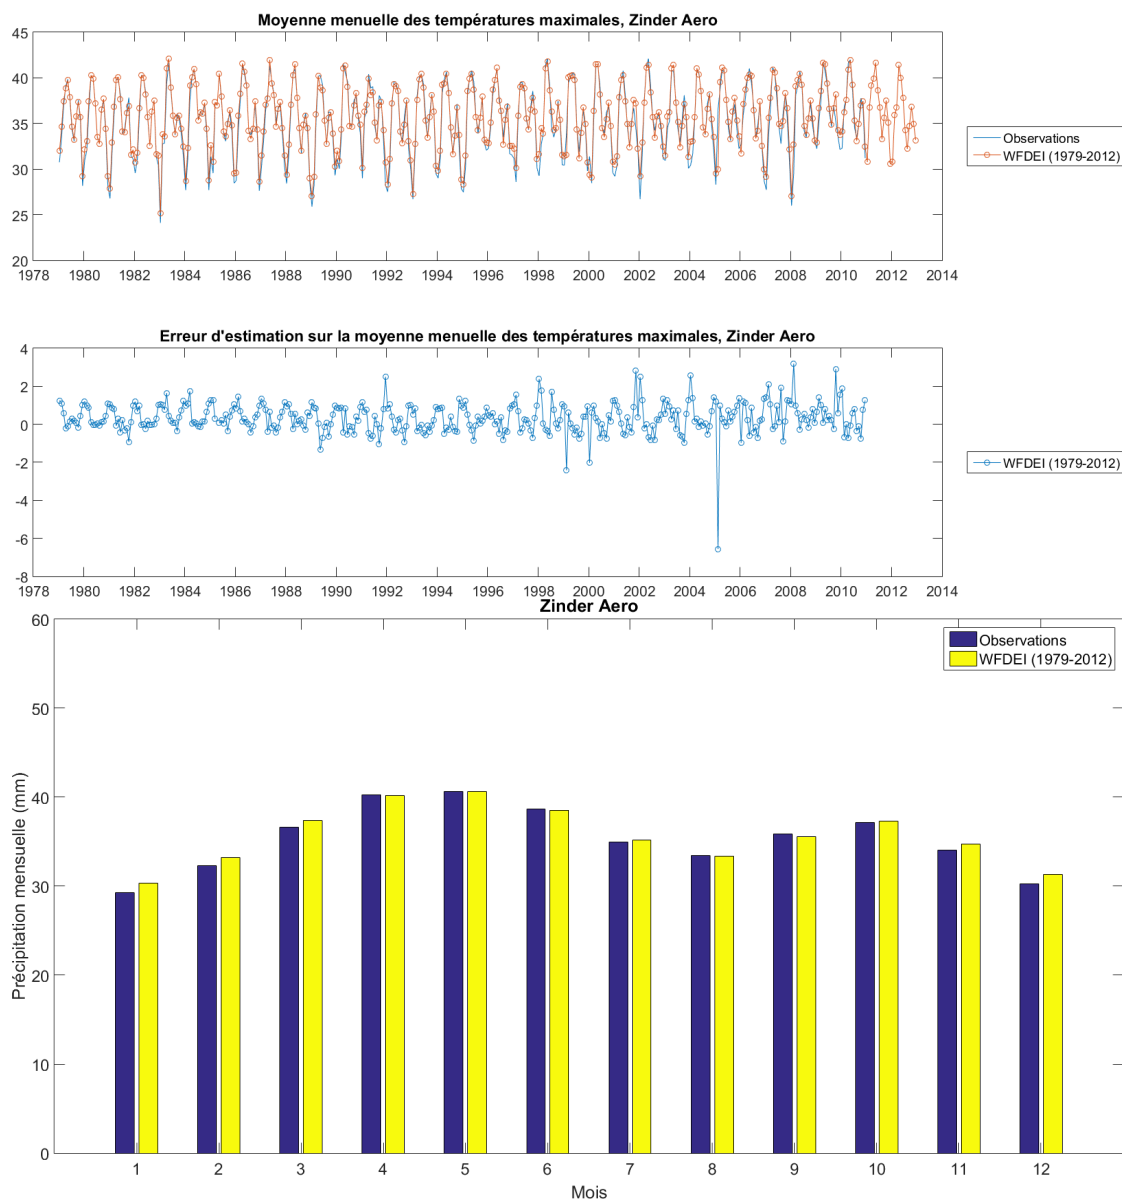 Moyenne menuelle des températures maximales, Zinder Aero
45
40
35
30
25
20
1978 1980 1982 1984 1986 1988 1990 1992 1994 1996 1998 2000 2002 2004 2006 2008 2010 2012 2014
Observations
WFDEI (1979-2012)
Erreur d'estimation sur la moyenne menuelle des températures maximales, Zinder Aero
4
2
0
-2
-4
-6
-8
1978 1980 1982 1984 1986 1988 1990 1992 1994 1996 1998 2000 2002 2004 2006 2008 2010 2012 2014
WFDEI (1979-2012)
Zinder Aero
60
50
40
30
20
10
0
Précipitation mensuelle (mm)
Observations
WFDEI (1979-2012)
1 2 3 4 5 6 7 8 9 10 11 12
Mois